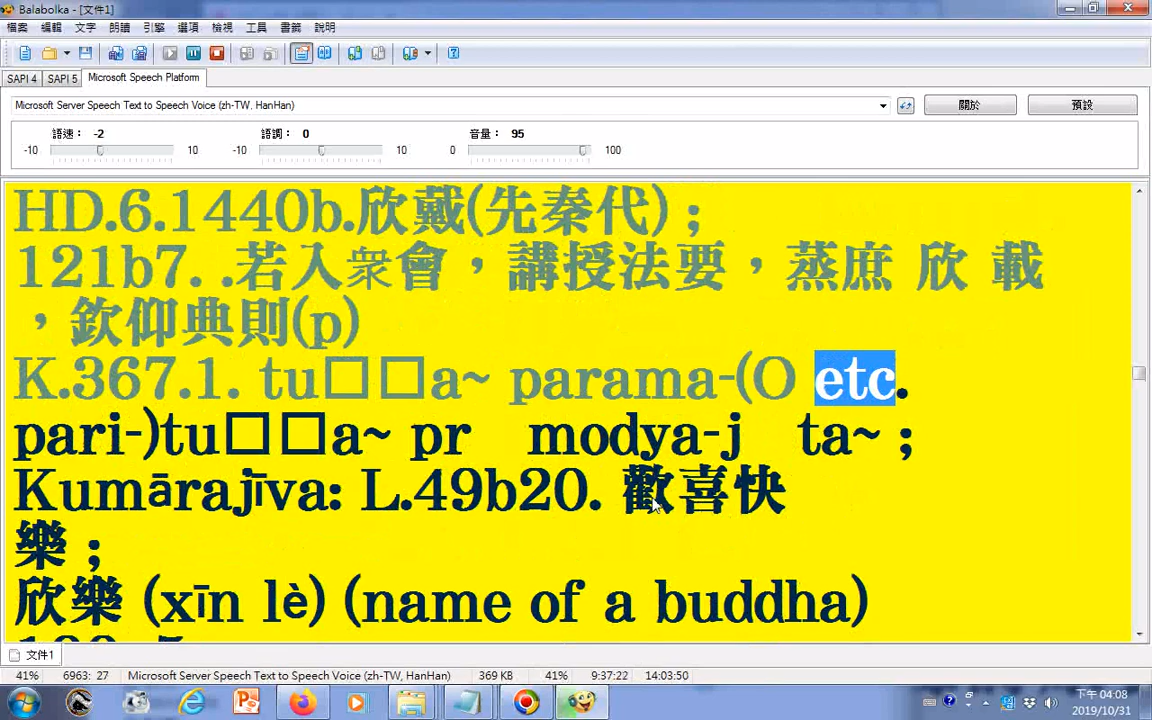 Balabolka - [文件1]
檔案 編輯 文字 朗讀 引擎 選項 檢視 工具 書籤 說明
SAPI 4 SAPI 5 Microsoft Speech Platform
Microsoft Server Speech Text to Speech Voice (zh-TW, HanHan) 關於 預設
語速： -2 語調： 0 音量： 95
-10 10 -10 10 0 100
HD.6.1440b.欣戴(先秦代)；
121b7. .若入衆會，講授法要，蒸庶 欣 載
，欽仰典則(p)
K.367.1. tu□□a~ parama-(O etc.
pari-)tu□□a~ pr modya-j ta~；
Kumārajīva: L.49b20. 歡喜快
樂；
欣樂 (xīn lè) (name of a buddha)
文件1
41% 6963: 27 Microsoft Server Speech Text to Speech Voice (zh-TW, HanHan) 369 KB 41% 9:37:22 14:03:50
下午 04:08
2019/10/31